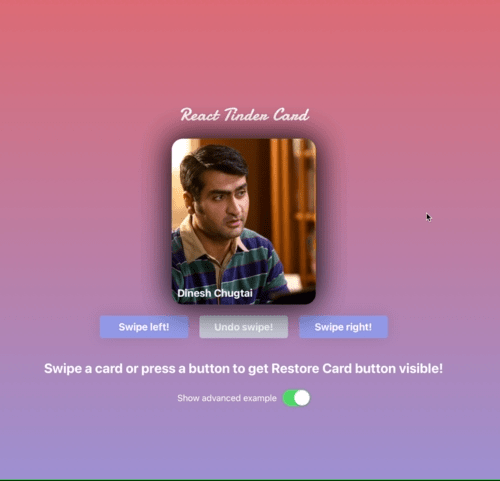 React Tinder Card
Dinesh Chugtai
Swipe left!
Undo swipe!
Swipe right!
Swipe a card or press a button to get Restore Card button visible!
Show advanced example